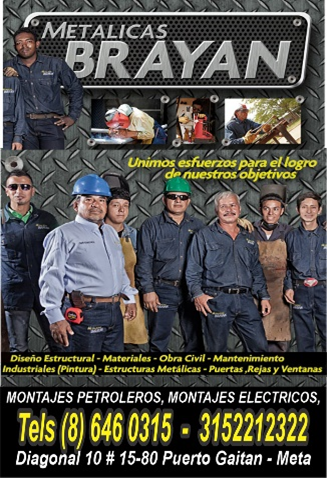 METALICAS
BRAYAN
Unimos esfuerzos para el logro
de nuestros objetivos
Diseño Estructural - Materiales - Obra Civil - Mantenimiento
Industriales (Pintura) - Estructuras Metálicas - Puertas ,Rejas y Ventanas
MONTAJES PETROLEROS, MONTAJES ELECTRICOS,
Tels (8) 646 0315 - 3152212322
Diagonal 10 # 15-80 Puerto Gaitan - Meta